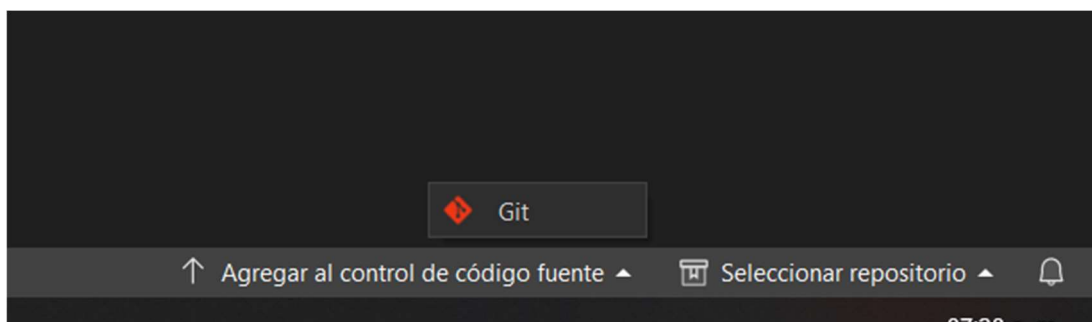 Git
Agregar al control de código fuente
Seleccionar repositorio